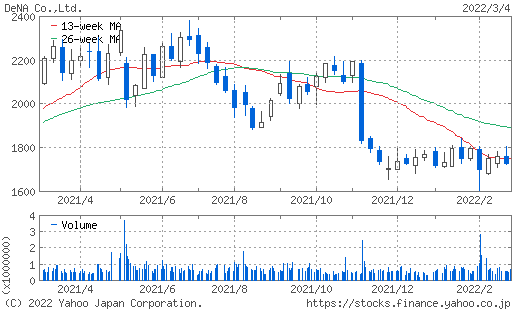 DeNA Co.,Ltd. 2022/3/4
2400
13-week MA
26-week MA
2200
2000
1800
1600
2021/4 2021/6 2021/8 2021/10 2021/12 2022/2
4
Volume
3
2
1
0
(x1000000)
2021/4 2021/6 2021/8 2021/10 2021/12 2022/2
(C) 2022 Yahoo Japan Corporation. https://stocks.finance.yahoo.co.jp/